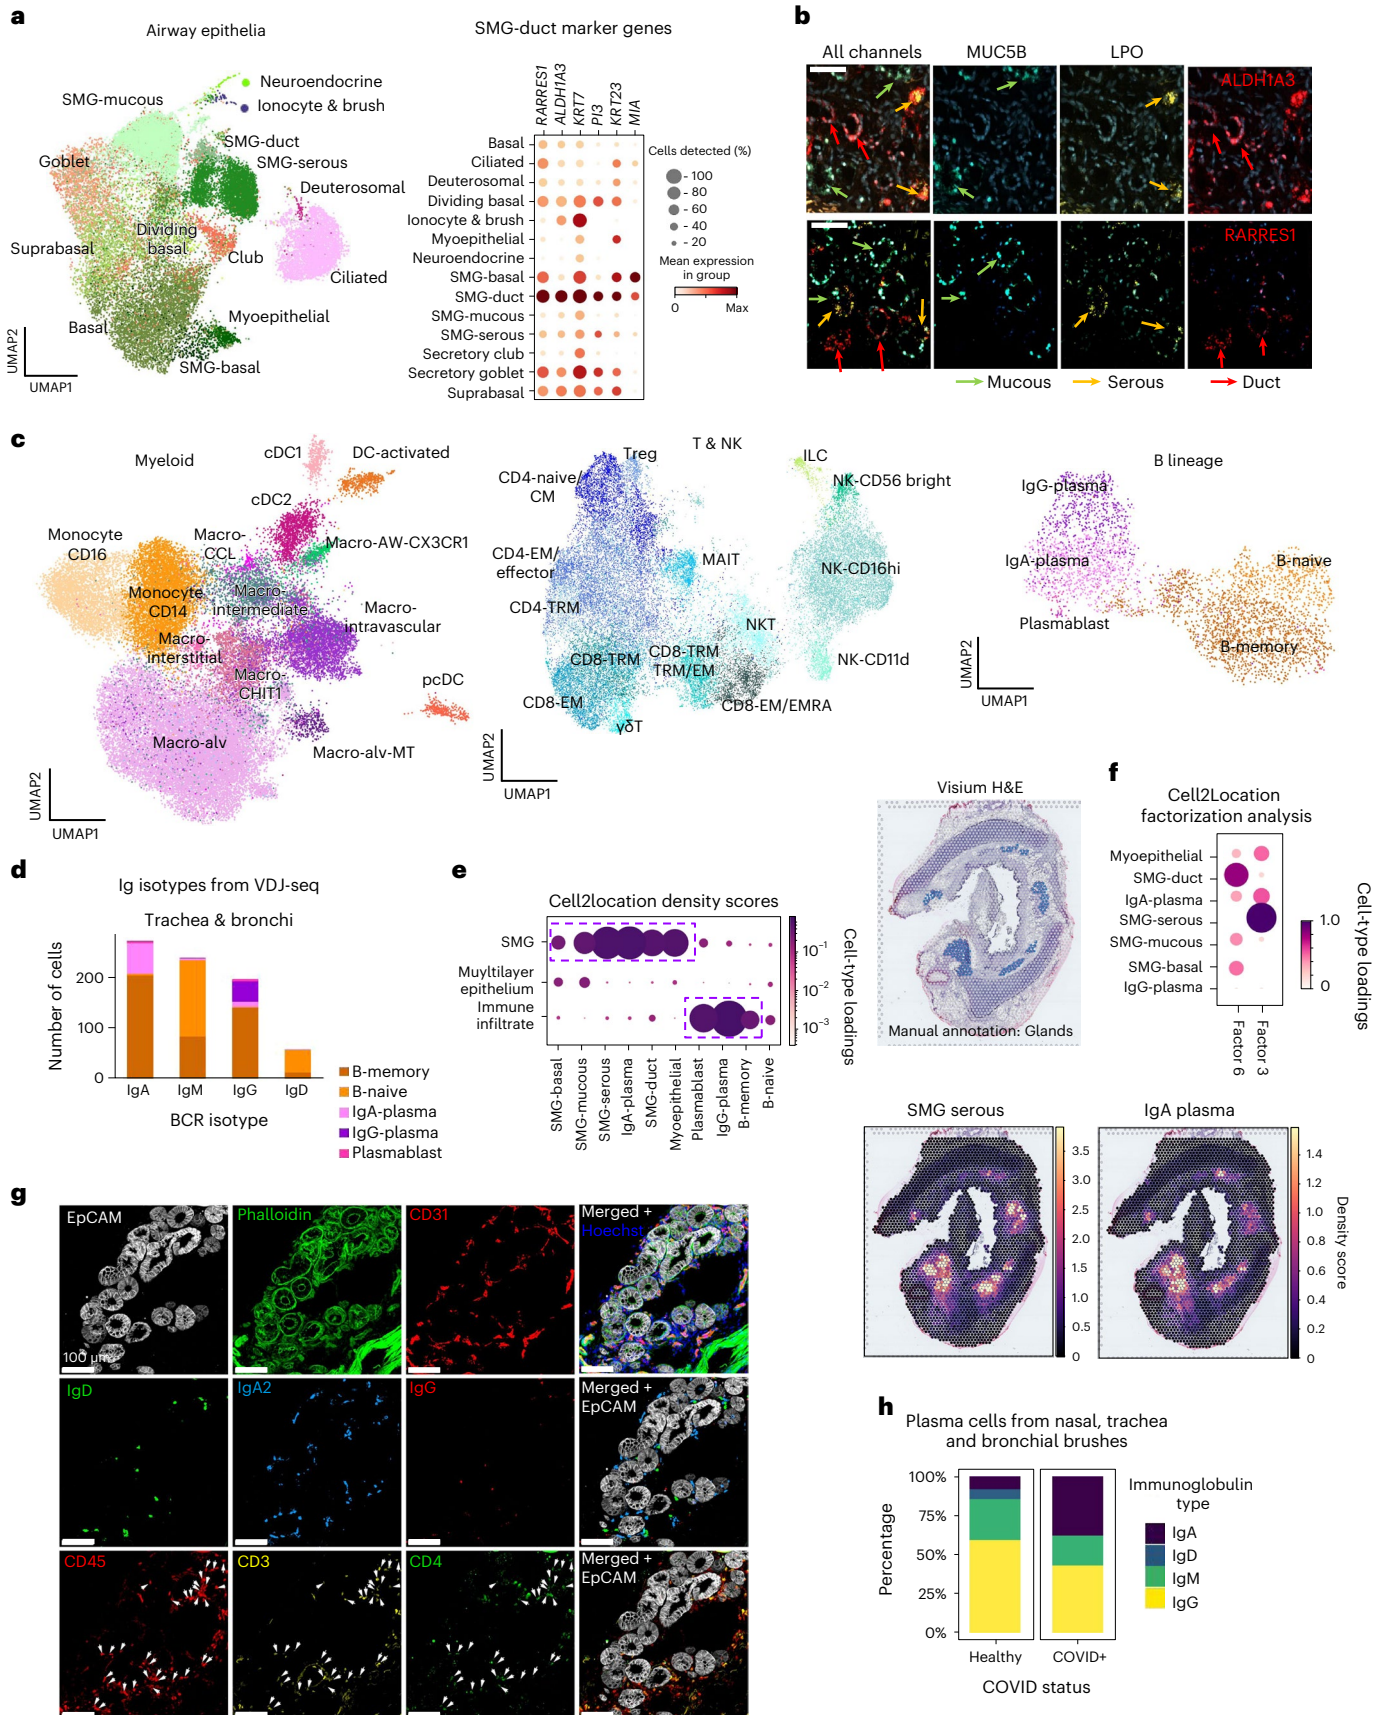 a
Airway epithelia
SMG-mucous
Neuroendocrine
Ionocyte & brush
Goblet
SMG-duct
SMG-serous
Deuterosomal
Dividing
basal
Suprabasal
Club
Ciliated
Basal
Myoepithelial
SMG-basal
UMAP2
UMAP1
SMG-duct marker genes
RARRES1
ALDH1A3
KRT7
PI3
KRT23
MIA
Basal
Ciliated
Deuterosomal
Dividing basal
Ionocyte & brush
Myoepithelial
Neuroendocrine
SMG-basal
SMG-duct
SMG-mucous
SMG-serous
Secretory club
Secretory goblet
Suprabasal
Cells detected (%)
- 100
- 80
- 60
- 40
- 20
Mean expression
in group
0 Max
b
All channels
MUC5B
LPO
ALDH1A3
RARRES1
Mucous
Serous
Duct
c
Myeloid
cDC1
DC-activated
cDC2
Monocyte
CD16
Macro-
CCL
Macro-AW-CX3CR1
Monocyte
CD14
Macro-
intermediate
Macro-
intravascular
Macro-
interstitial
Macro-
CHIT1
pcDC
Macro-alv
Macro-alv-MT
UMAP2
UMAP1
T & NK
Treg
ILC
CD4-naive/
CM
NK-CD56 bright
CD4-EM/
effector
MAIT
NK-CD16hi
CD4-TRM
NKT
CD8-TRM
CD8-TRM
TRM/EM
NK-CD11d
CD8-EM
CD8-EM/EMRA
γδT
UMAP2
UMAP1
B lineage
IgG-plasma
IgA-plasma
B-naive
Plasmablast
B-memory
UMAP2
UMAP1
d
Ig isotypes from VDJ-seq
Trachea & bronchi
Number of cells
200
100
0
IgA
IgM
IgG
IgD
BCR isotype
B-memory
B-naive
IgA-plasma
IgG-plasma
Plasmablast
e
Cell2location density scores
SMG
Muyltilayer
epithelium
Immune
infiltrate
SMG-basal
SMG-mucous
SMG-serous
IgA-plasma
SMG-duct
Myoepithelial
Plasmablast
IgG-plasma
B-memory
B-naive
10⁻¹
10⁻²
10⁻³
Cell-type loadings
Visium H&E
Manual annotation: Glands
f
Cell2Location
factorization analysis
Myoepithelial
SMG-duct
IgA-plasma
SMG-serous
SMG-mucous
SMG-basal
IgG-plasma
Factor 6
Factor 3
1.0
0
Cell-type loadings
SMG serous
3.5
3.0
2.5
2.0
1.5
1.0
0.5
0
IgA plasma
1.4
1.2
1.0
0.8
0.6
0.4
0.2
0
Density score
g
EpCAM
100 μm
Phalloidin
CD31
Merged +
Hoechst
IgD
IgA2
IgG
Merged +
EpCAM
CD45
CD3
CD4
Merged +
EpCAM
h
Plasma cells from nasal, trachea
and bronchial brushes
Percentage
100%
75%
50%
25%
0%
Healthy
COVID+
COVID status
Immunoglobulin
type
IgA
IgD
IgM
IgG